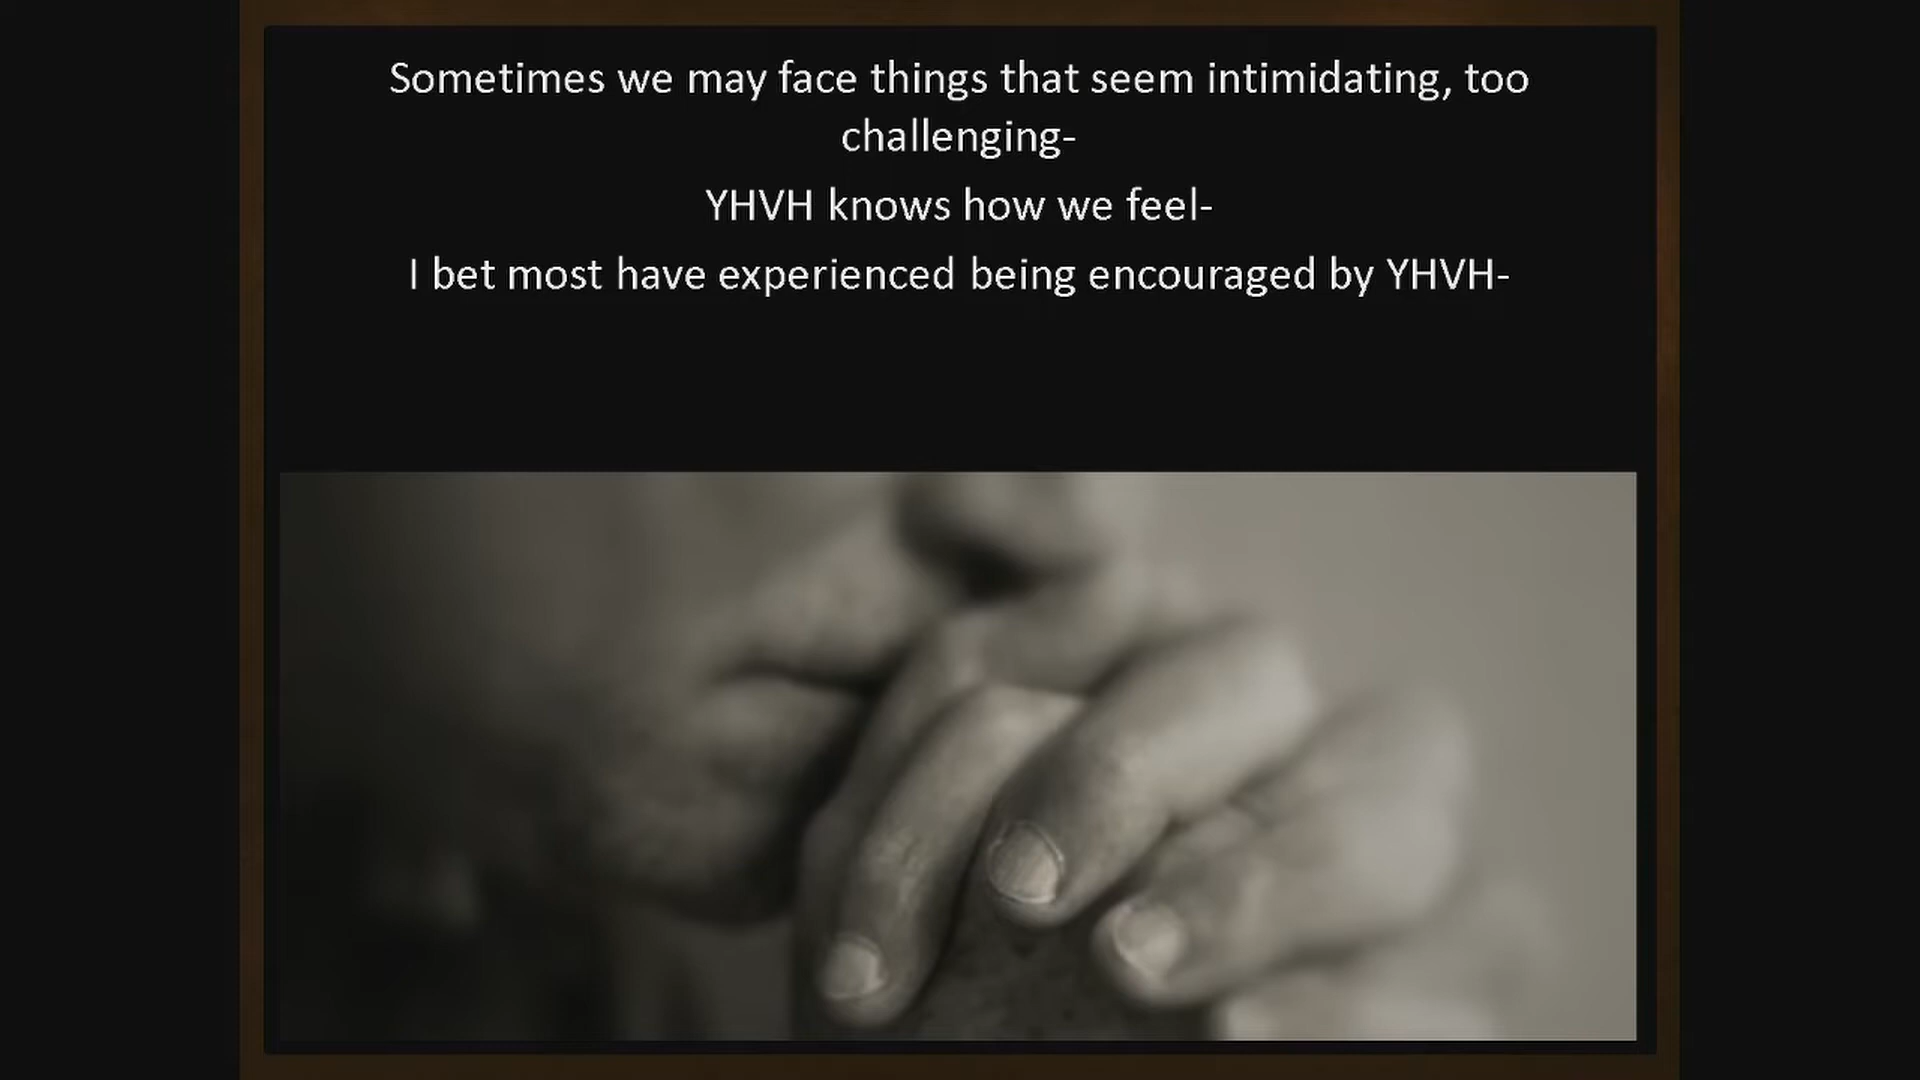 Sometimes we may face things that seem intimidating, too
challenging-
YHVH knows how we feel-
I bet most have experienced being encouraged by YHVH-